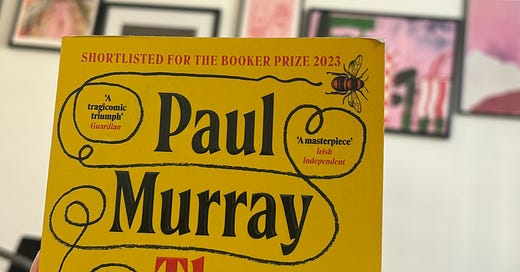 SHORTLISTED FOR THE BOOKER PRIZE 2023
'A
tragicomic
triumph'
Guardian
Paul
'A masterpiece'
Irish
Independent
Murray